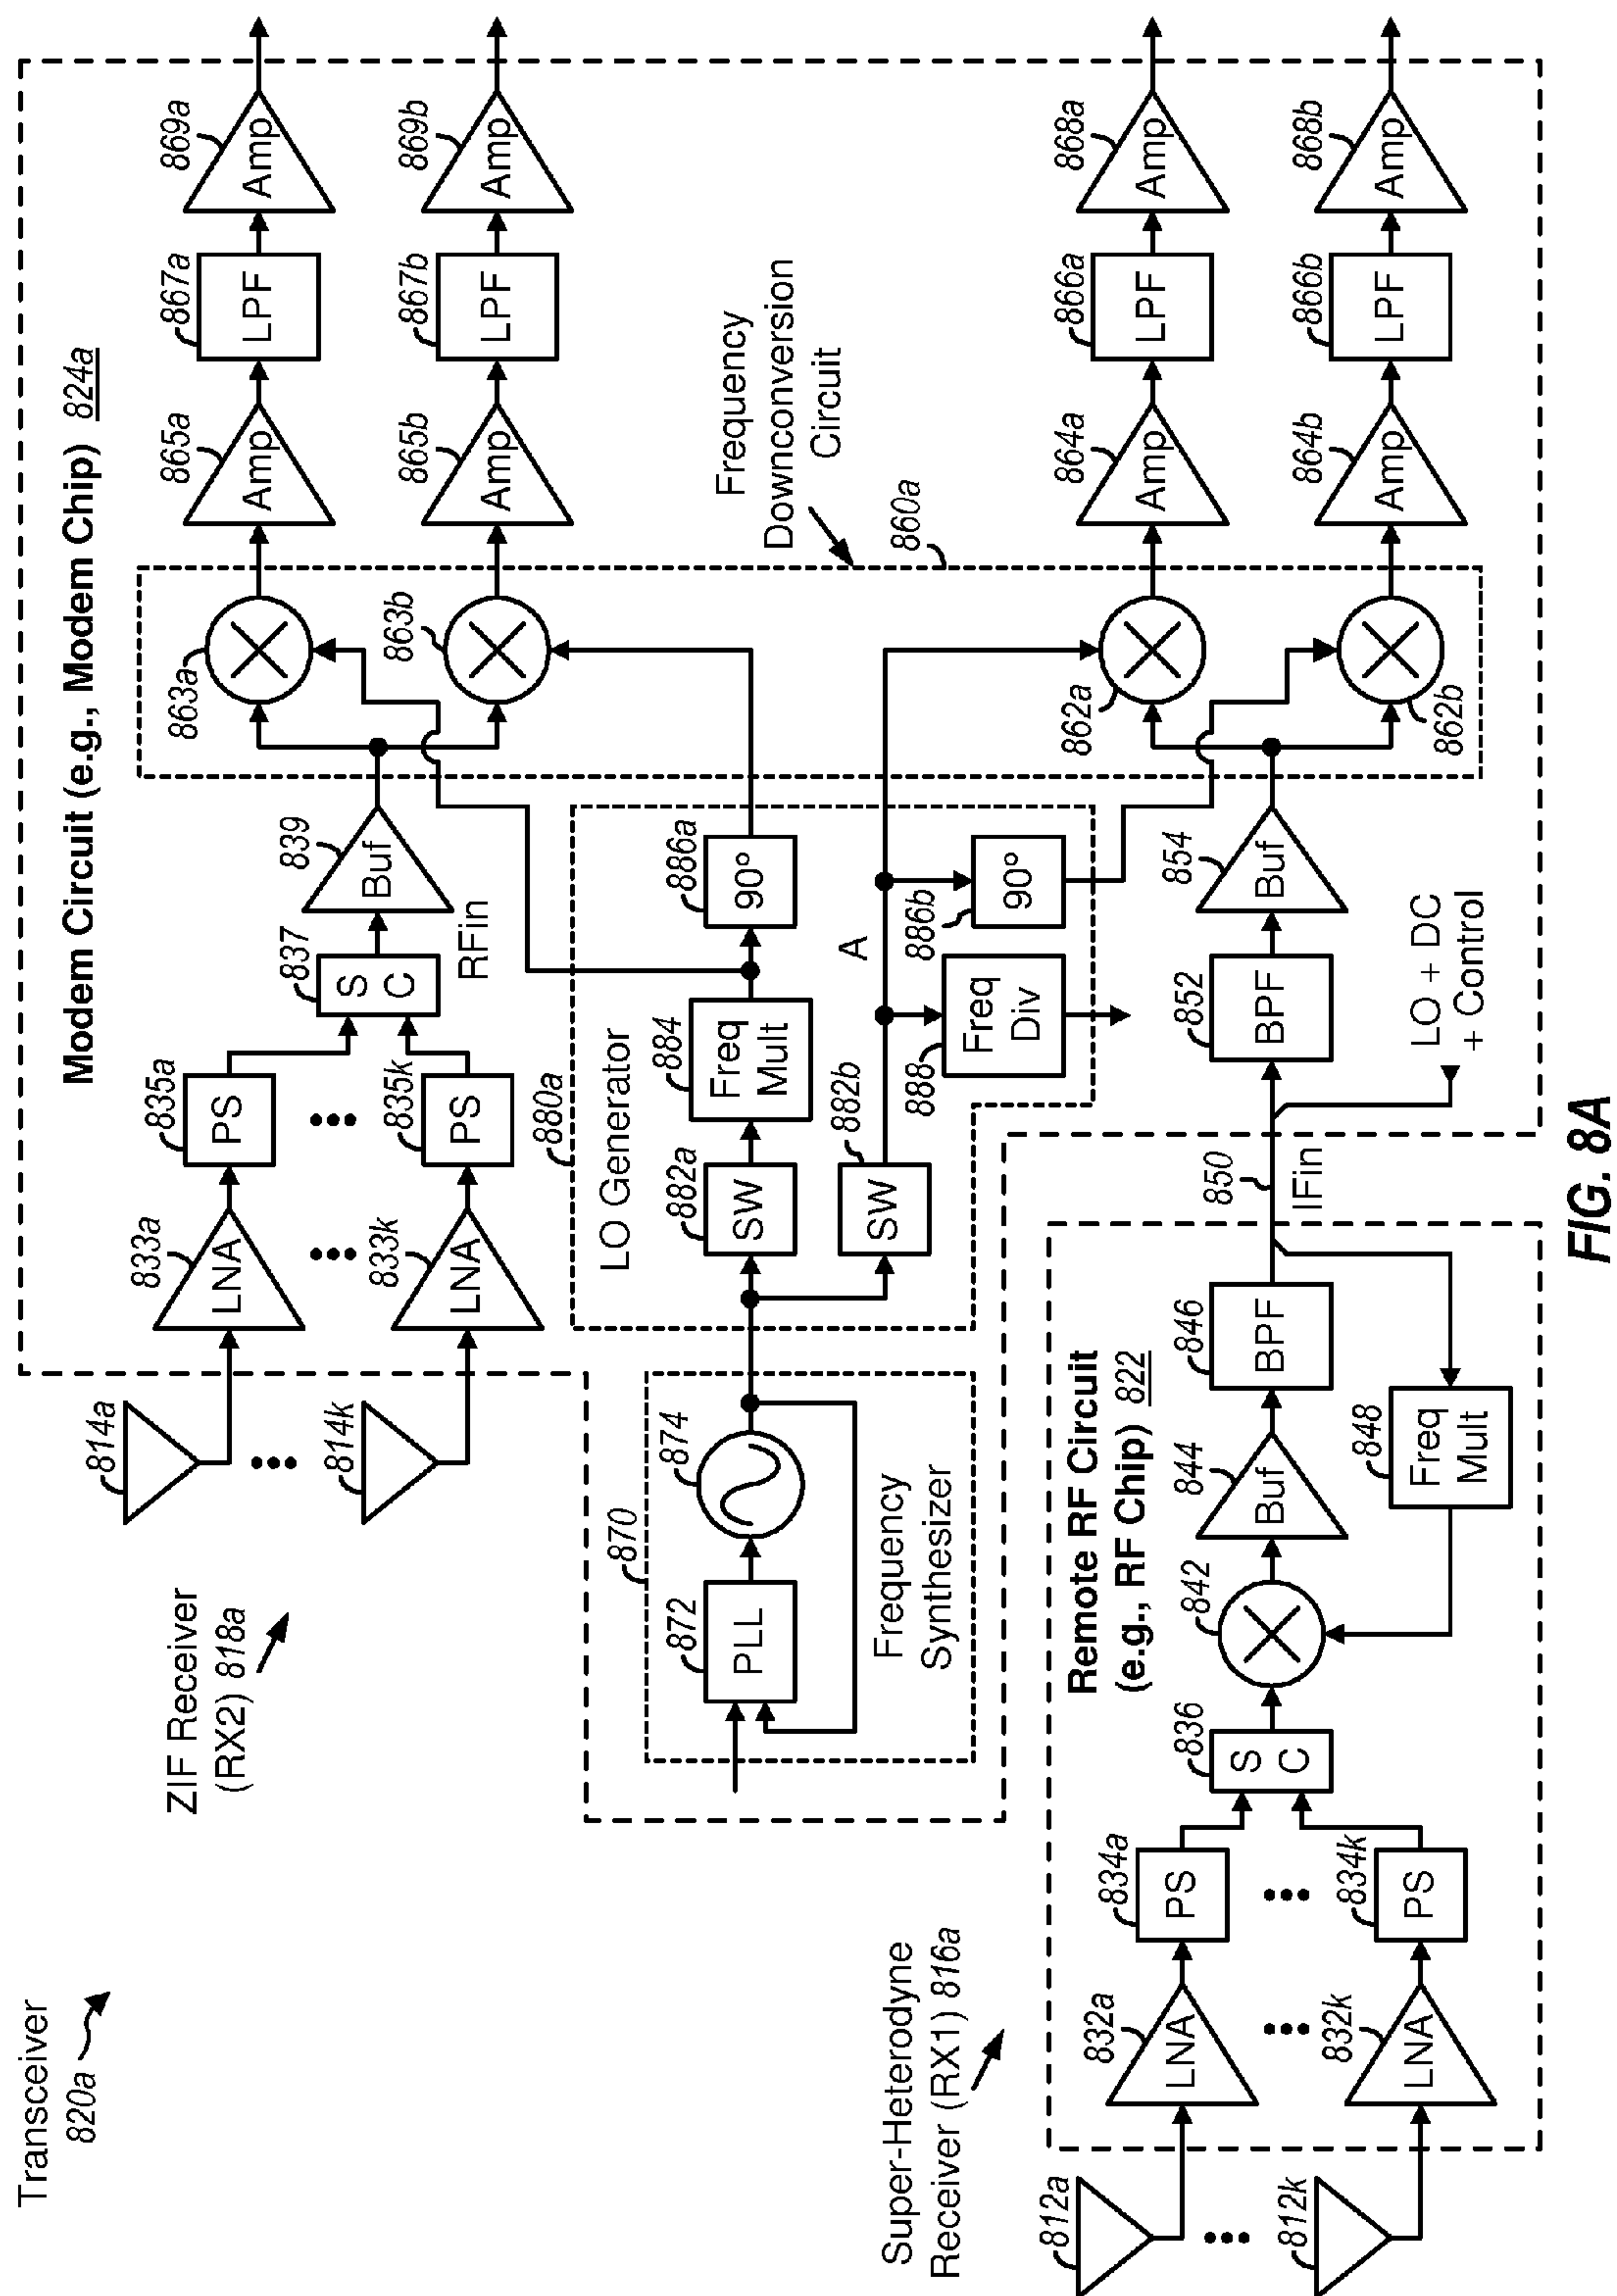 Transceiver
820a
ZIF Receiver
(RX2) 818a
Super-Heterodyne
Receiver (RX1) 816a
Modem Circuit (e.g., Modem Chip) 824a
814a
814k
833a
LNA
833k
LNA
835a
PS
835k
PS
837
S
C
RFin
839
Buf
863a
863b
865a
Amp
865b
Amp
867a
LPF
867b
LPF
869a
Amp
869b
Amp
870
872
PLL
874
Frequency
Synthesizer
880a
LO Generator
882a
SW
882b
SW
884
Freq
Mult
886a
90°
A
886b
90°
888
Freq
Div
Frequency
Downconversion
Circuit
860a
862a
862b
864a
Amp
864b
Amp
866a
LPF
866b
LPF
868a
Amp
868b
Amp
Remote RF Circuit
(e.g., RF Chip) 822
812a
812k
832a
LNA
832k
LNA
834a
PS
834k
PS
836
S
C
842
844
Buf
846
BPF
848
Freq
Mult
850
IFin
852
BPF
854
Buf
LO + DC
+ Control
FIG. 8A